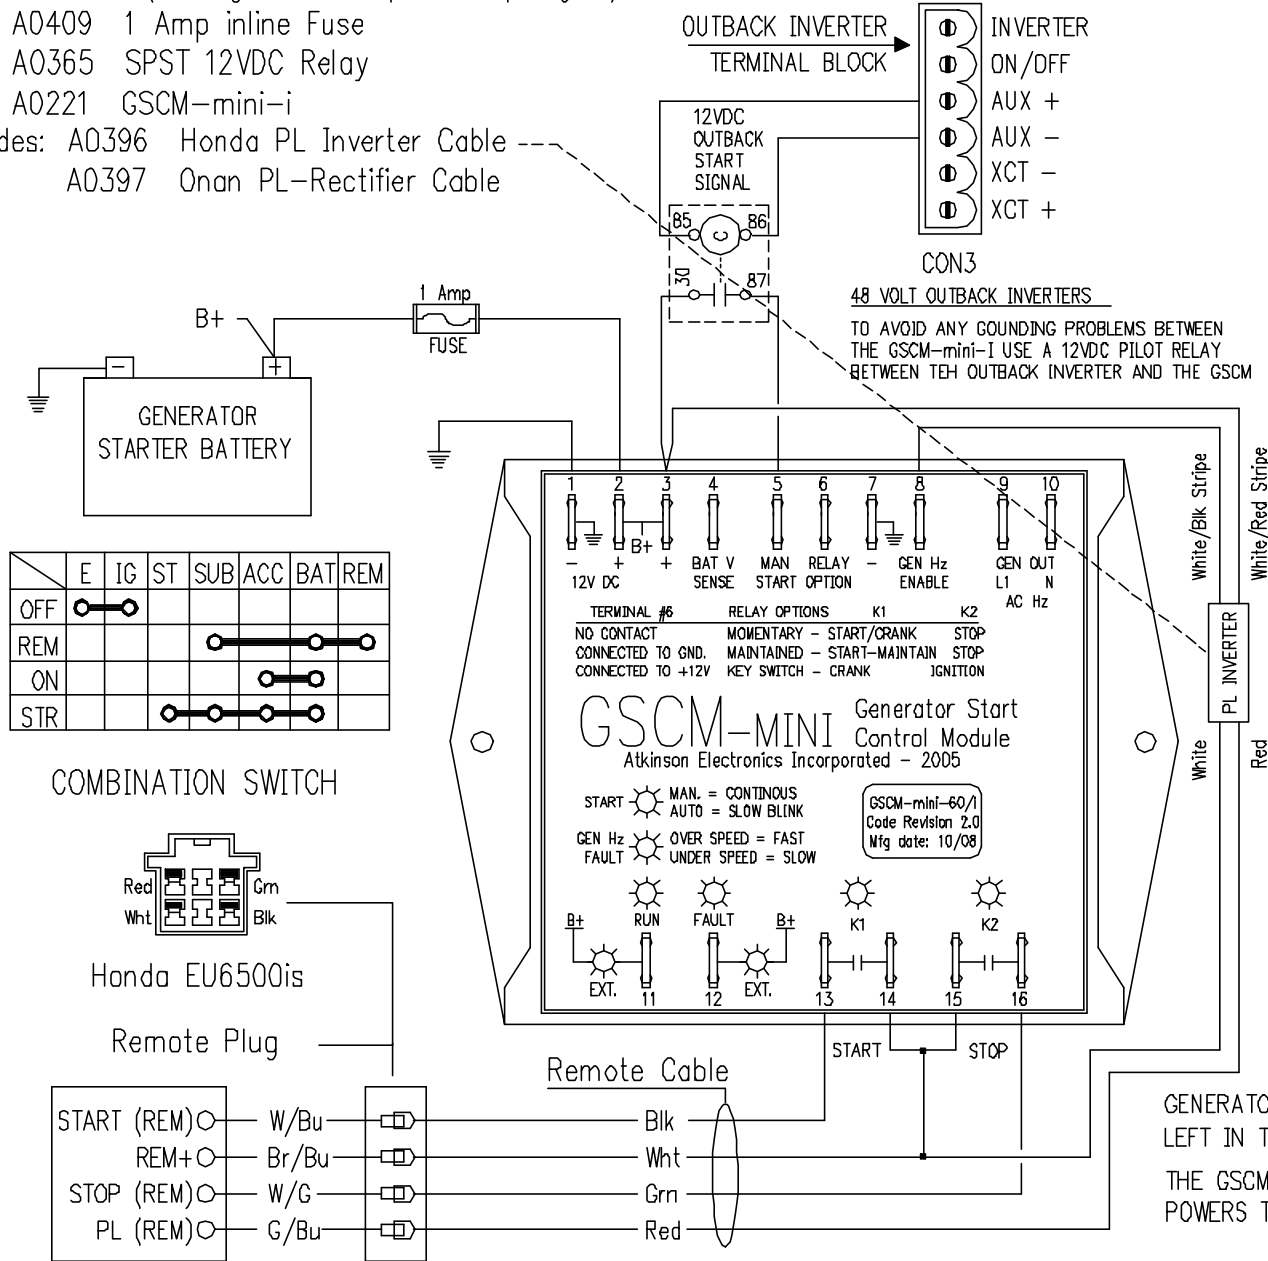 A0409 1 Amp inline Fuse
A0365 SPST 12VDC Relay
A0221 GSCM-mini-i
des: A0396 Honda PL Inverter Cable
A0397 Onan PL-Rectifier Cable
OUTBACK INVERTER
TERMINAL BLOCK
INVERTER
ON/OFF
AUX +
AUX -
XCT -
XCT +
CON3
12VDC
OUTBACK
START
SIGNAL
85 C 86
30 87
48 VOLT OUTBACK INVERTERS
TO AVOID ANY GOUNDING PROBLEMS BETWEEN
THE GSCM-mini-I USE A 12VDC PILOT RELAY
BETWEEN TEH OUTBACK INVERTER AND THE GSCM
B+
1 Amp
FUSE
- +
GENERATOR
STARTER BATTERY
E IG ST SUB ACC BAT REM
OFF
REM
ON
STR
COMBINATION SWITCH
1 2 3 4 5 6 7 8 9 10
B+
- + + BAT V MAN RELAY - GEN Hz GEN OUT
12V DC SENSE START OPTION ENABLE L1 N
AC Hz
TERMINAL #6 RELAY OPTIONS K1 K2
NO CONTACT MOMENTARY - START/CRANK STOP
CONNECTED TO GND. MAINTAINED - START-MAINTAIN STOP
CONNECTED TO +12V KEY SWITCH - CRANK IGNITION
GSCM-MINI Generator Start
Control Module
Atkinson Electronics Incorporated - 2005
START MAN. = CONTINOUS
AUTO = SLOW BLINK
GEN Hz OVER SPEED = FAST
FAULT UNDER SPEED = SLOW
GSCM-mini-60/i
Code Revision 2.0
Mfg date: 10/08
B+ RUN FAULT B+ K1 K2
EXT. 11 12 EXT. 13 14 15 16
White/Blk Stripe
White/Red Stripe
PL INVERTER
White
Red
Red Grn
Wht Blk
Honda EU6500is
Remote Plug
START STOP
Remote Cable
START (REM) W/Bu Blk
REM+ Br/Bu Wht
STOP (REM) W/G Grn
PL (REM) G/Bu Red
GENERATO
LEFT IN T
THE GSCM
POWERS T